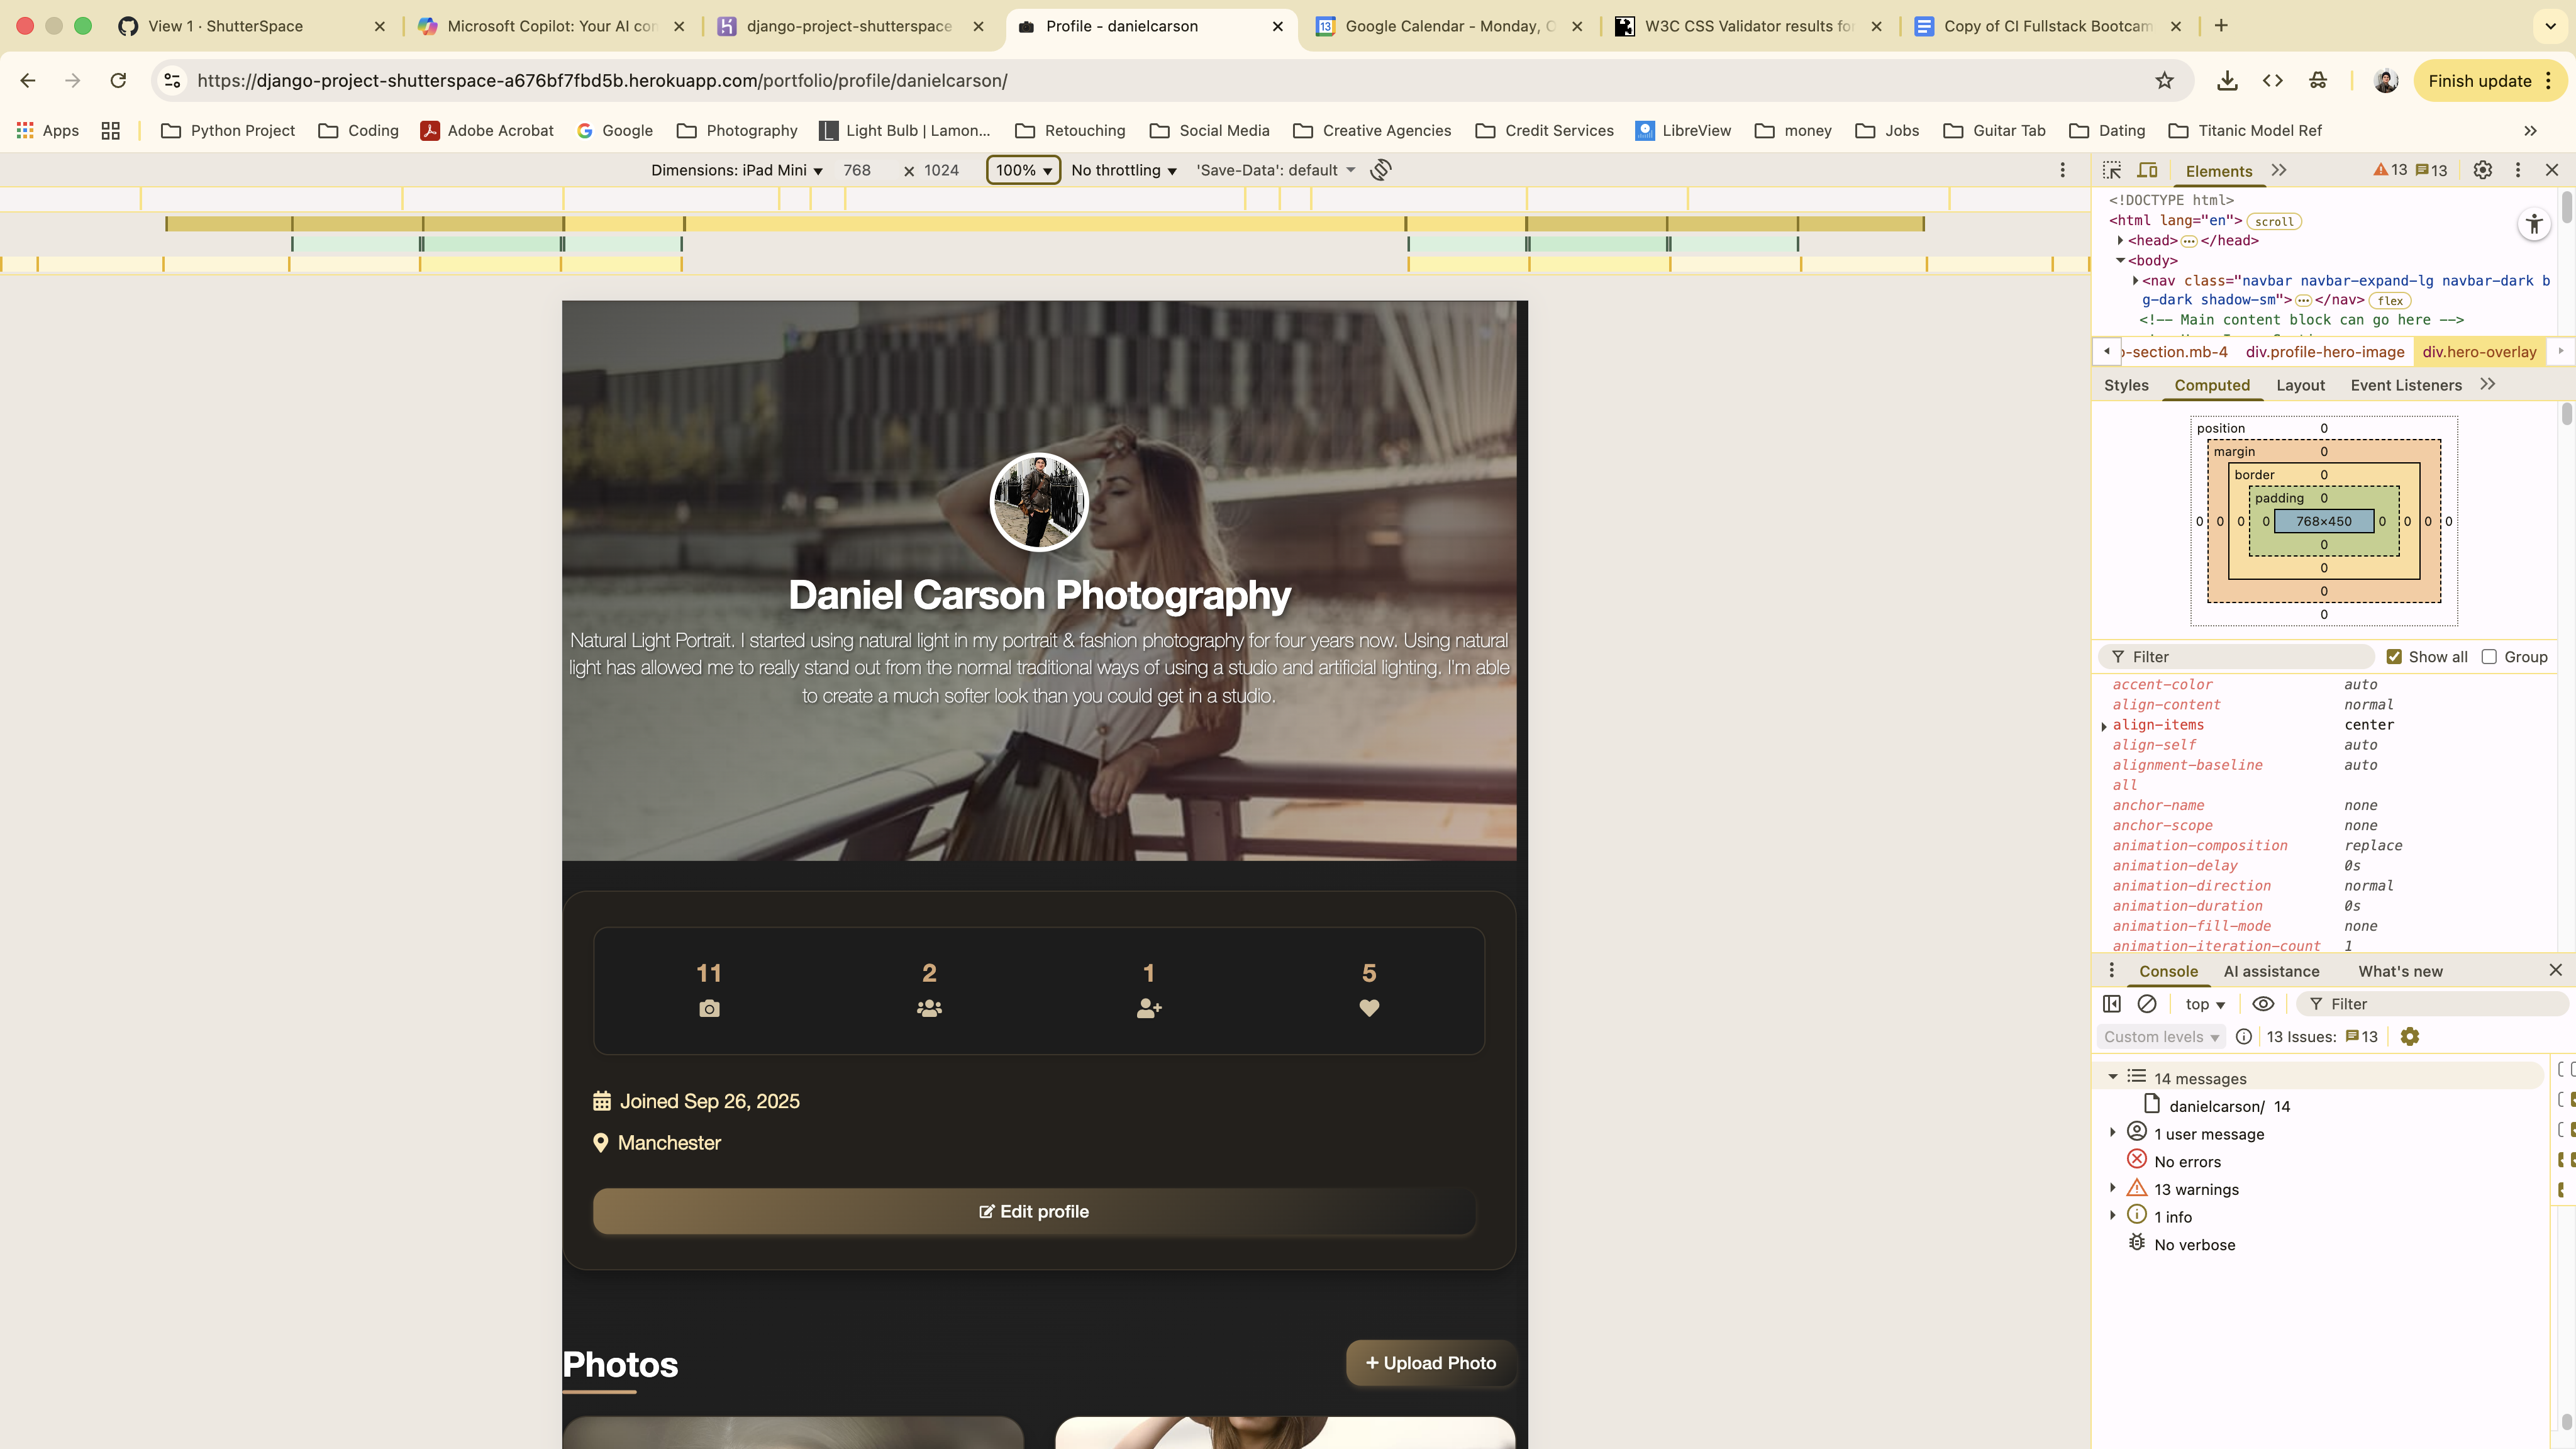 View 1 · ShutterSpace
Microsoft Copilot: Your AI con
django-project-shutterspace
Profile - danielcarson
Google Calendar - Monday, O
W3C CSS Validator results for
Copy of CI Fullstack Bootcam
https://django-project-shutterspace-a676bf7fbd5b.herokuapp.com/portfolio/profile/danielcarson/
Finish update
Apps
Python Project
Coding
Adobe Acrobat
Google
Photography
Light Bulb | Lamon...
Retouching
Social Media
Creative Agencies
Credit Services
LibreView
money
Jobs
Guitar Tab
Dating
Titanic Model Ref
Dimensions: iPad Mini
768 × 1024
100%
No throttling
'Save-Data': default
Daniel Carson Photography
Natural Light Portrait. I started using natural light in my portrait & fashion photography for four years now. Using natural
light has allowed me to really stand out from the normal traditional ways of using a studio and artificial lighting. I'm able
to create a much softer look than you could get in a studio.
11 2 1 5
Joined Sep 26, 2025
Manchester
Edit profile
Photos
+ Upload Photo
Elements
13 13
<!DOCTYPE html>
<html lang="en"> scroll
<head> ••• </head>
<body>
<nav class="navbar navbar-expand-lg navbar-dark b
g-dark shadow-sm"> ••• </nav> flex
<!-- Main content block can go here -->
o-section.mb-4 div.profile-hero-image div.hero-overlay
Styles Computed Layout Event Listeners
position 0
margin 0
border 0
padding 0
0 0 0 0 768×450 0 0 0 0
0
0
0
0
Filter Show all Group
accent-color auto
align-content normal
align-items center
align-self auto
alignment-baseline auto
all
anchor-name none
anchor-scope none
animation-composition replace
animation-delay 0s
animation-direction normal
animation-duration 0s
animation-fill-mode none
animation-iteration-count 1
Console AI assistance What's new
top Filter
Custom levels 13 Issues: 13
14 messages
danielcarson/ 14
1 user message
No errors
13 warnings
1 info
No verbose